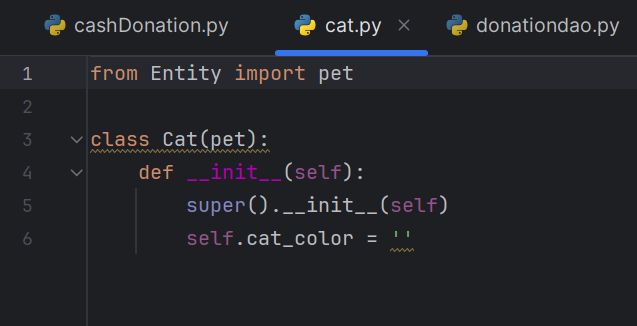 cashDonation.py cat.py donationdao.py
1 from Entity import pet
2
3 class Cat(pet):
4 def __init__(self):
5 super().__init__(self)
6 self.cat_color = ''